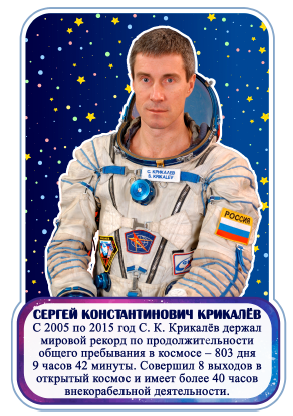 С. КРИКАЛЕВ
S. KRIKALEV
РОССИЯ
СЕРГЕЙ КОНСТАНТИНОВИЧ КРИКАЛЁВ
С 2005 по 2015 год С. К. Крикалёв держал
мировой рекорд по продолжительности
общего пребывания в космосе – 803 дня
9 часов 42 минуты. Совершил 8 выходов в
открытый космос и имеет более 40 часов
внекорабельной деятельности.